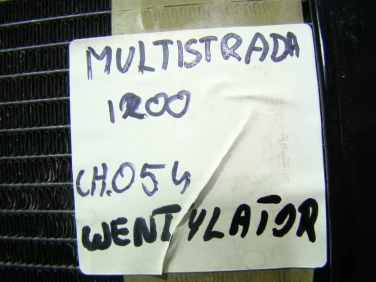 MULTISTRADA
1200
CH.054
WENTYLATOR